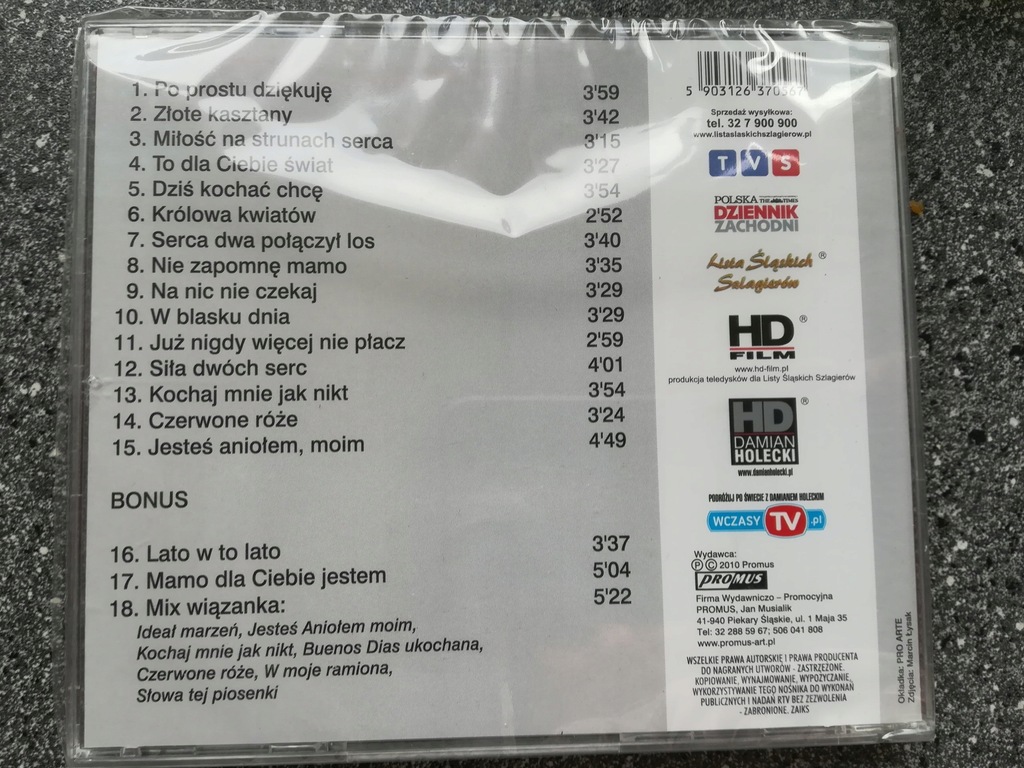 1. Po prostu dziękuję 3'59
2. Złote kasztany 3'42
3. Miłość na strunach serca 3'15
4. To dla Ciebie świat 3'27
5. Dziś kochać chcę 3'54
6. Królowa kwiatów 2'52
7. Serca dwa połączył los 3'40
8. Nie zapomnę mamo 3'35
9. Na nic nie czekaj 3'29
10. W blasku dnia 3'29
11. Już nigdy więcej nie płacz 2'59
12. Siła dwóch serc 4'01
13. Kochaj mnie jak nikt 3'54
14. Czerwone róże 3'24
15. Jesteś aniołem, moim 4'49
BONUS
16. Lato w to lato 3'37
17. Mamo dla Ciebie jestem 5'04
18. Mix wiązanka: 5'22
Ideał marzeń, Jesteś Aniołem moim,
Kochaj mnie jak nikt, Buenos Dias ukochana,
Czerwone róże, W moje ramiona,
Słowa tej piosenki
5 903126 370367
Sprzedaż wysyłkowa:
tel. 32 7 900 900
www.listaslaskichszlagierow.pl
TVS
POLSKA THE TIMES
DZIENNIK
ZACHODNI
Lista Śląskich ®
Szlagierów
HD ®
FILM
www.hd-film.pl
produkcja teledysków dla Listy Śląskich Szlagierów
HD ®
DAMIAN
HOLECKI
www.damianholecki.pl
PODRÓŻUJ PO ŚWIECIE Z DAMIANEM HOLECKIM
WCZASY TV .pl
Wydawca:
Ⓟ © 2010 Promus
PROMUS
Firma Wydawniczo – Promocyjna
PROMUS, Jan Musialik
41-940 Piekary Śląskie, ul. 1 Maja 35
Tel: 32 288 59 67; 506 041 808
www.promus-art.pl
WSZELKIE PRAWA AUTORSKIE I PRAWA PRODUCENTA
DO NAGRANYCH UTWORÓW - ZASTRZEŻONE.
KOPIOWANIE, WYNAJMOWANIE, WYPOŻYCZANIE,
WYKORZYSTYWANIE TEGO NOŚNIKA DO WYKONAŃ
PUBLICZNYCH I NADAŃ RTV BEZ ZEZWOLENIA
- ZABRONIONE. ZAIKS
Okładka: PRO ARTE
Zdjęcia: Marcin Łysak